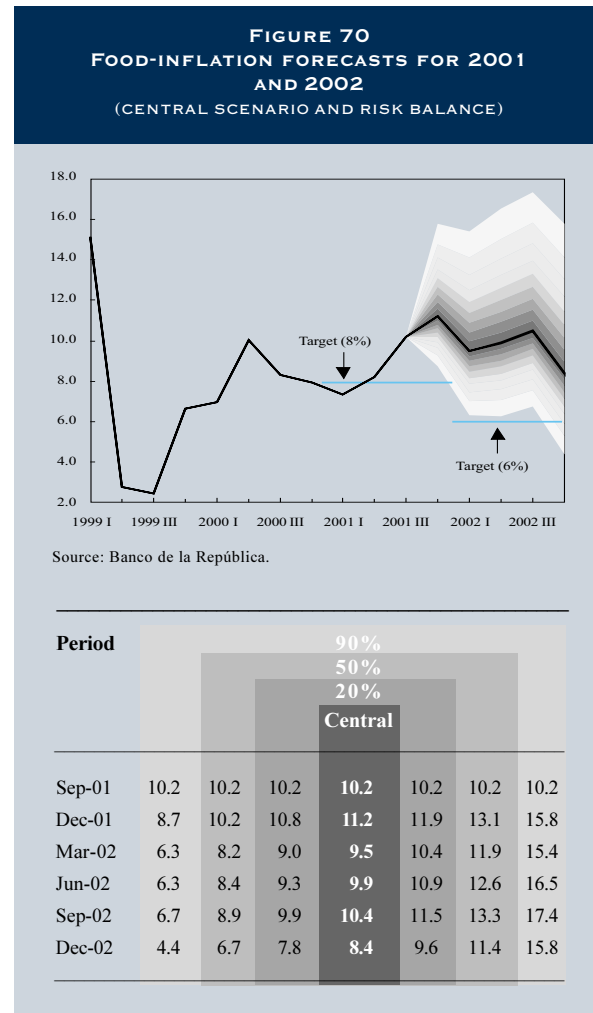 FIGURE 70
FOOD-INFLATION FORECASTS FOR 2001
AND 2002
(CENTRAL SCENARIO AND RISK BALANCE)
18.0
16.0
14.0
12.0
10.0
8.0
6.0
4.0
2.0
Target (8%)
Target (6%)
1999 I 1999 III 2000 I 2000 III 2001 I 2001 III 2002 I 2002 III
Source: Banco de la República.
Period 90%
50%
20%
Central
Sep-01 10.2 10.2 10.2 10.2 10.2 10.2 10.2
Dec-01 8.7 10.2 10.8 11.2 11.9 13.1 15.8
Mar-02 6.3 8.2 9.0 9.5 10.4 11.9 15.4
Jun-02 6.3 8.4 9.3 9.9 10.9 12.6 16.5
Sep-02 6.7 8.9 9.9 10.4 11.5 13.3 17.4
Dec-02 4.4 6.7 7.8 8.4 9.6 11.4 15.8